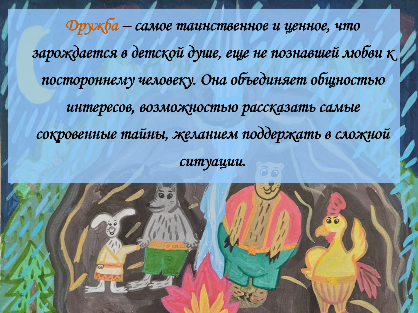 Дружба – самое таинственное и ценное, что
зарождается в детской душе, еще не познавшей любви к
постороннему человеку. Она объединяет общностью
интересов, возможностью рассказать самые
сокровенные тайны, желанием поддержать в сложной
ситуации.